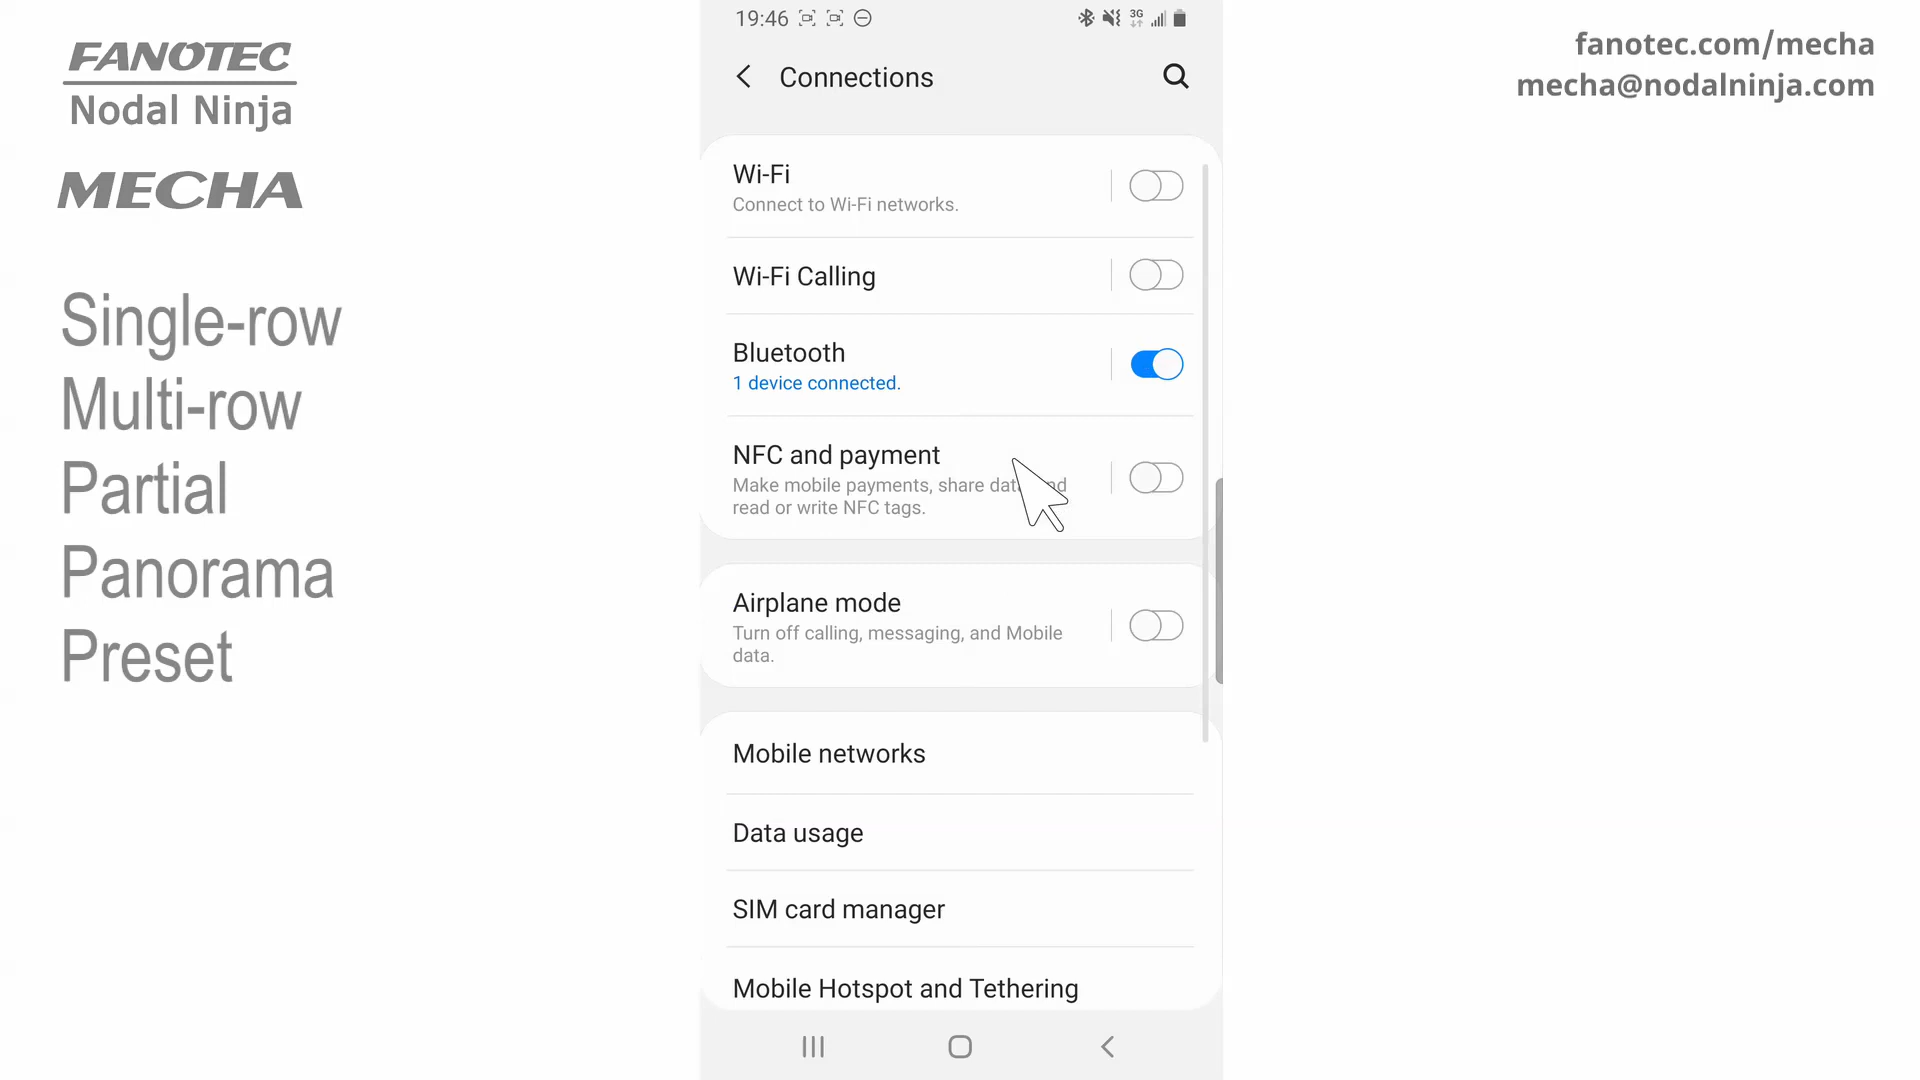 FANOTEC
Nodal Ninja
MECHA
Single-row
Multi-row
Partial
Panorama
Preset
19:46
3G
Connections
Wi-Fi
Connect to Wi-Fi networks.
Wi-Fi Calling
Bluetooth
1 device connected.
NFC and payment
Make mobile payments, share data and
read or write NFC tags.
Airplane mode
Turn off calling, messaging, and Mobile
data.
Mobile networks
Data usage
SIM card manager
Mobile Hotspot and Tethering
fanotec.com/mecha
mecha@nodalninja.com